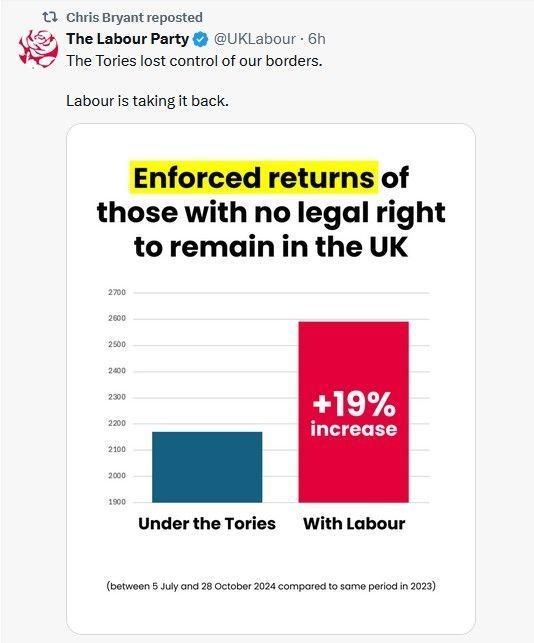 Chris Bryant reposted
The Labour Party @UKLabour · 6h
The Tories lost control of our borders.
Labour is taking it back.
Enforced returns of
those with no legal right
to remain in the UK
2700
2600
2500
2400
2300
2200
2100
2000
1900
+19%
increase
Under the Tories With Labour
(between 5 July and 28 October 2024 compared to same period in 2023)